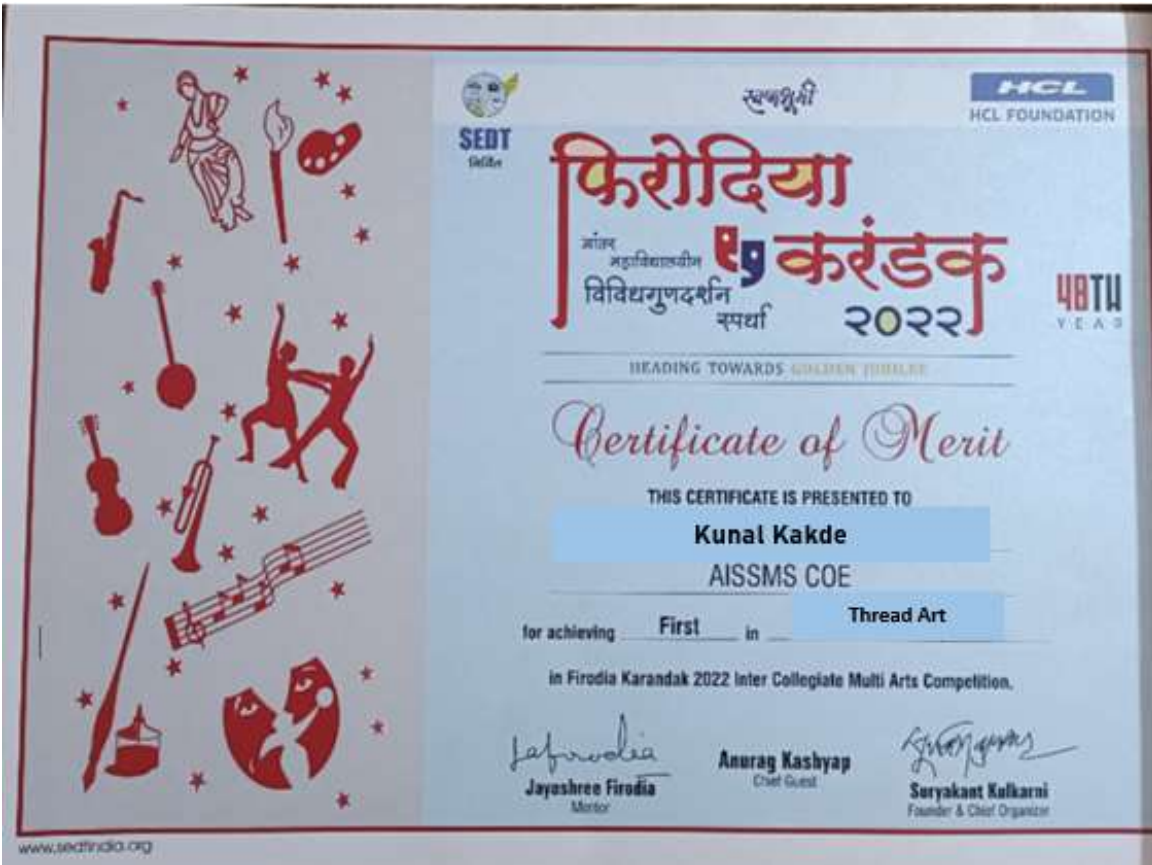 SEDT
निर्मित
स्वप्नभूमी
HCL
HCL FOUNDATION
फिरोदिया
करंडक
आंतर
महाविद्यालयीन
विविधगुणदर्शन
स्पर्धा
२०२२
48TH
YEAR
HEADING TOWARDS GOLDEN JUBILEE
Certificate of Merit
THIS CERTIFICATE IS PRESENTED TO
Kunal Kakde
AISSMS COE
for achieving First in Thread Art
in Firodia Karandak 2022 Inter Collegiate Multi Arts Competition.
Jayashree Firodia
Mentor
Anurag Kashyap
Chief Guest
Suryakant Kulkarni
Founder & Chief Organizer
www.sedtindia.org